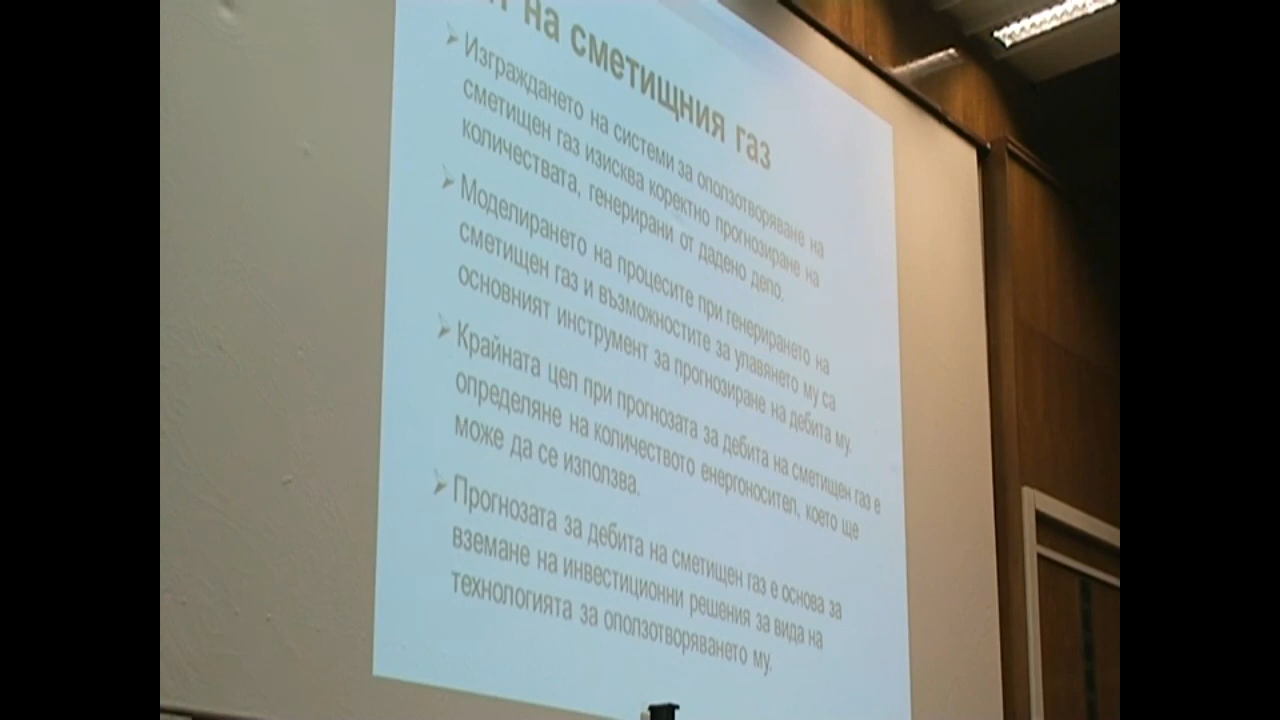 на сметищния газ
Изграждането на системи за оползотворяване на
сметищен газ изисква коректно прогнозиране на
количествата, генерирани от дадено депо.
Моделирането на процесите при генерирането на
сметищен газ и възможностите за улавянето му са
основният инструмент за прогнозиране на дебита му.
Крайната цел при прогнозата за дебита на сметищен газ е
определяне на количеството енергоносител, което ще
може да се използва.
Прогнозата за дебита на сметищен газ е основа за
вземане на инвестиционни решения за вида на
технологията за оползотворяването му.